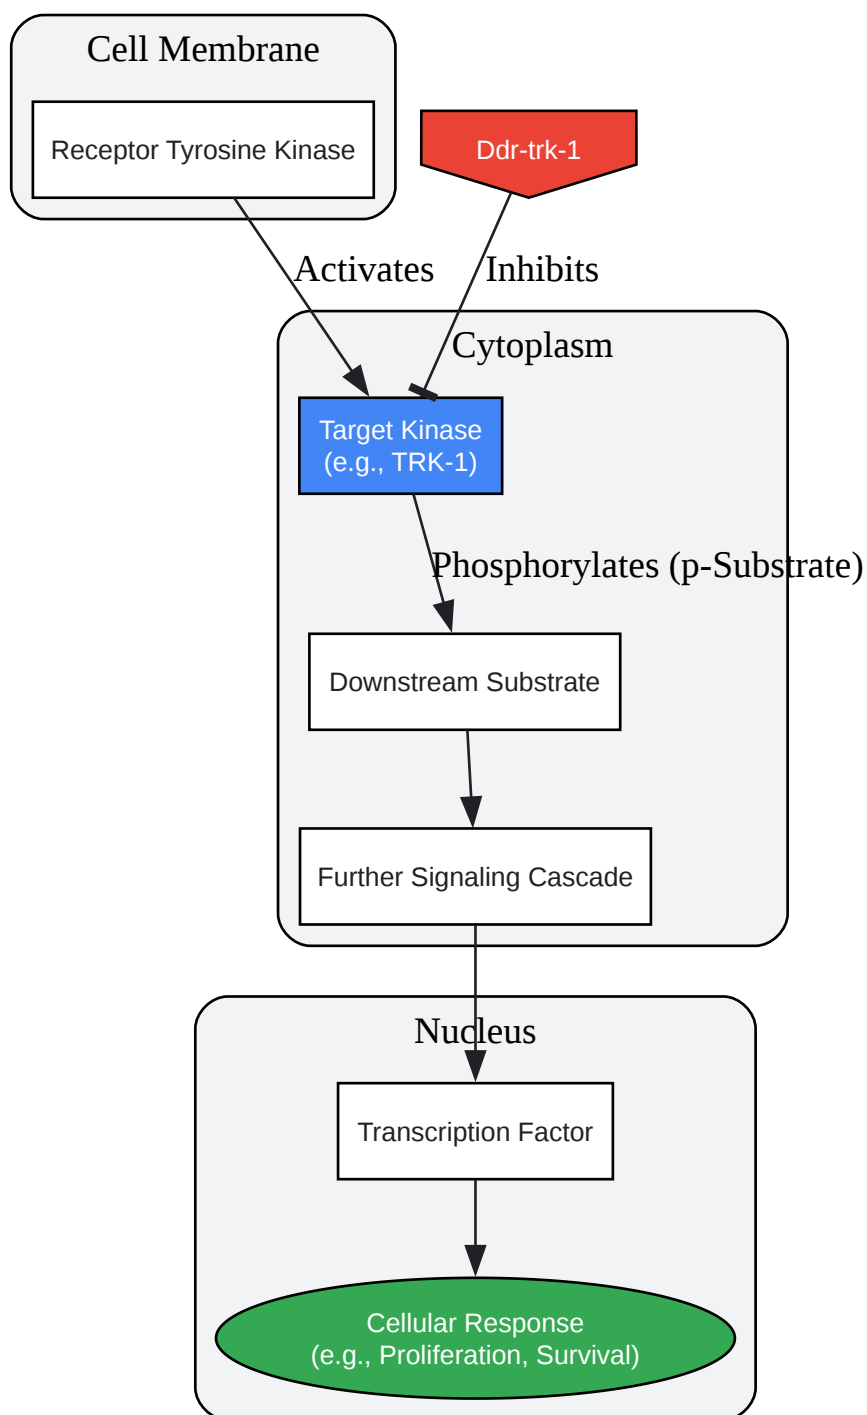 Cell Membrane
Receptor Tyrosine Kinase
Ddr-trk-1
Activates
Inhibits
Cytoplasm
Target Kinase
(e.g., TRK-1)
Phosphorylates (p-Substrate)
Downstream Substrate
Further Signaling Cascade
Nucleus
Transcription Factor
Cellular Response
(e.g., Proliferation, Survival)